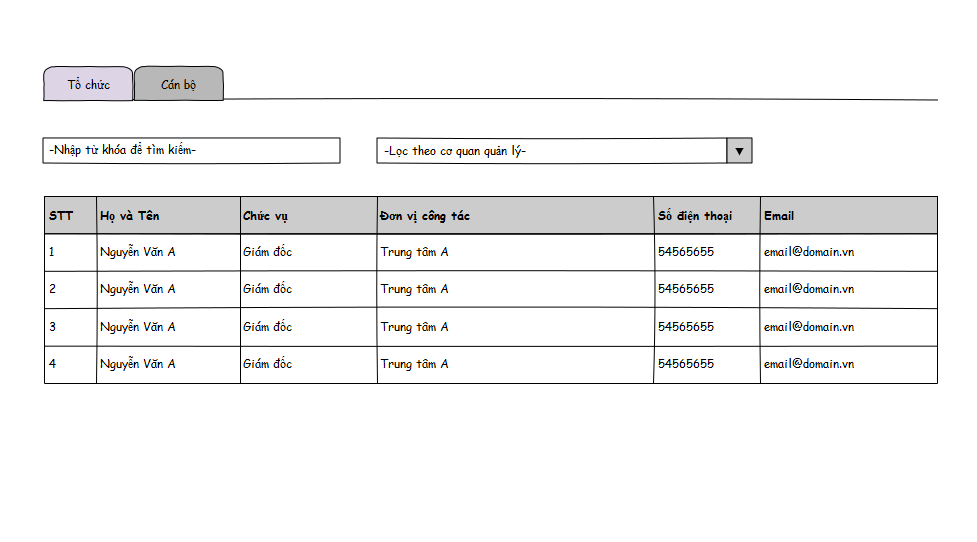 Tổ chức Cán bộ
-Nhập từ khóa để tìm kiếm- -Lọc theo cơ quan quản lý- ▼
STT Họ và Tên Chức vụ Đơn vị công tác Số điện thoại Email
1 Nguyễn Văn A Giám đốc Trung tâm A 54565655 email@domain.vn
2 Nguyễn Văn A Giám đốc Trung tâm A 54565655 email@domain.vn
3 Nguyễn Văn A Giám đốc Trung tâm A 54565655 email@domain.vn
4 Nguyễn Văn A Giám đốc Trung tâm A 54565655 email@domain.vn